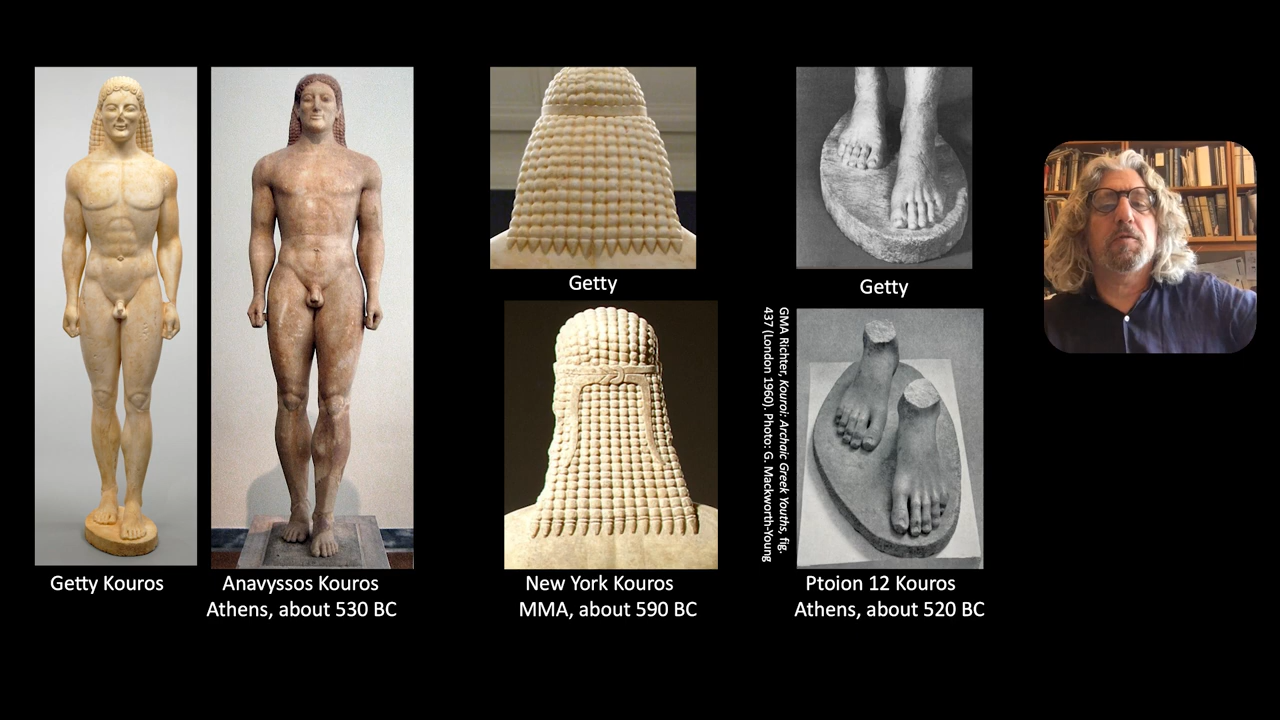 Getty Kouros
Anavyssos Kouros
Athens, about 530 BC
Getty
New York Kouros
MMA, about 590 BC
Getty
GMA Richter, Kouroi: Archaic Greek Youths, fig.
437 (London 1960). Photo: G. Mackworth-Young
Ptoion 12 Kouros
Athens, about 520 BC